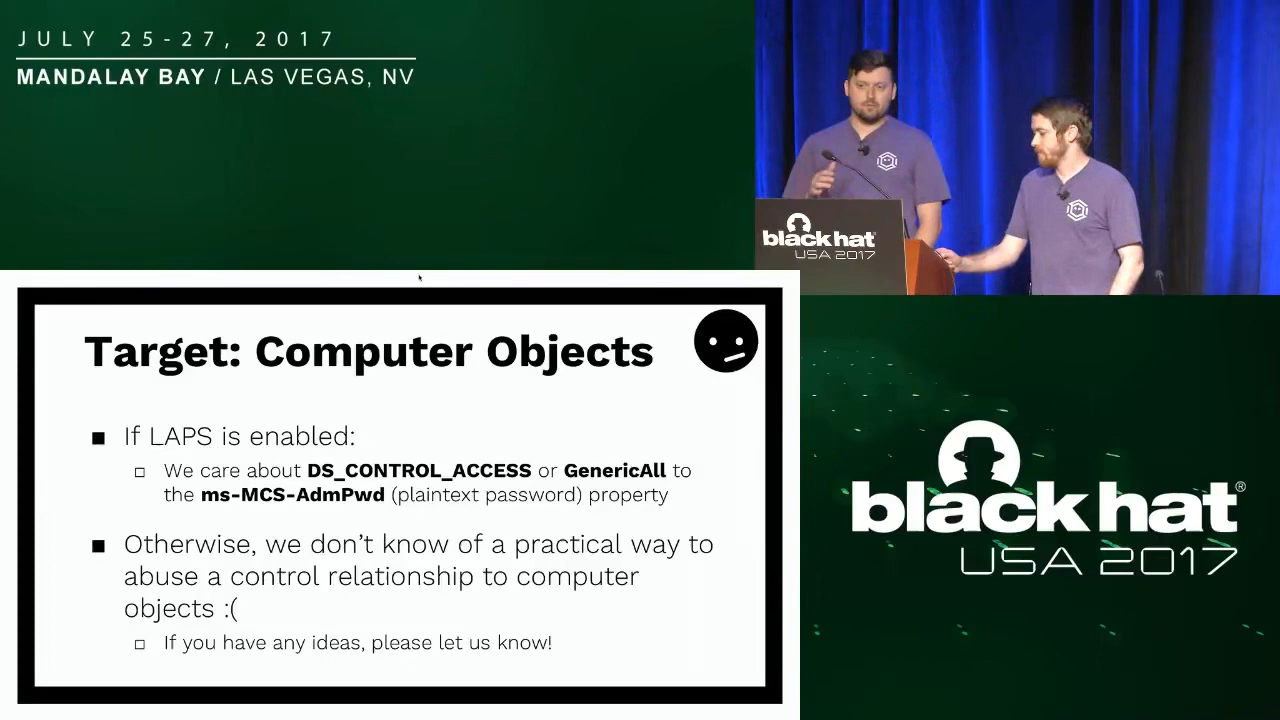 JULY 25-27, 2017
MANDALAY BAY / LAS VEGAS, NV
black hat
USA 2017
Target: Computer Objects
If LAPS is enabled:
We care about DS_CONTROL_ACCESS or GenericAll to
the ms-MCS-AdmPwd (plaintext password) property
Otherwise, we don't know of a practical way to
abuse a control relationship to computer
objects :(
If you have any ideas, please let us know!
black hat®
USA 2017